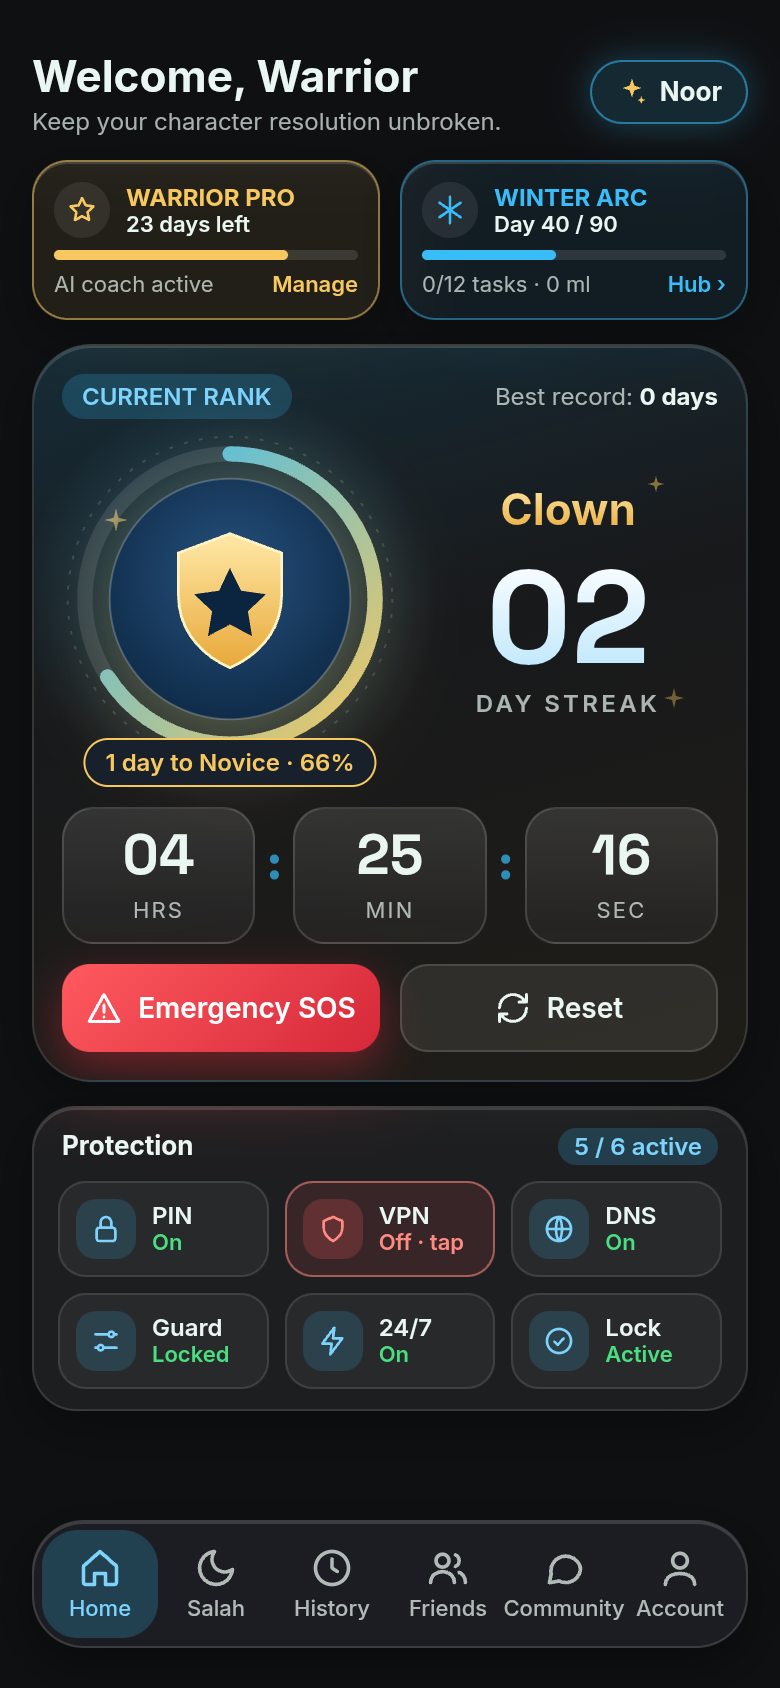 Welcome, Warrior
Keep your character resolution unbroken.
Noor
WARRIOR PRO
23 days left
AI coach active
Manage
WINTER ARC
Day 40 / 90
0/12 tasks · 0 ml
Hub ›
CURRENT RANK
Best record: 0 days
Clown
02
DAY STREAK
1 day to Novice · 66%
04 : 25 : 16
HRS MIN SEC
Emergency SOS
Reset
Protection
5 / 6 active
PIN
On
VPN
Off · tap
DNS
On
Guard
Locked
24/7
On
Lock
Active
Home
Salah
History
Friends
Community
Account